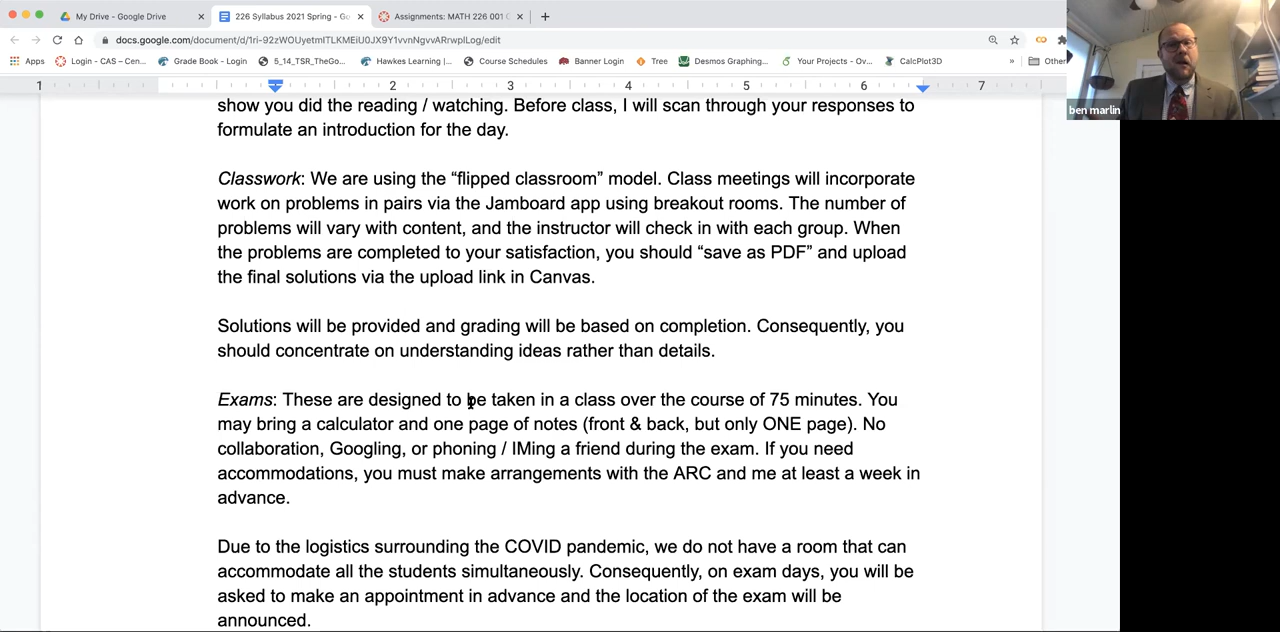 My Drive - Google Drive
226 Syllabus 2021 Spring - Go
Assignments: MATH 226 001 C
docs.google.com/document/d/1ri-92zWOUyetmITLKMEiU0JX9Y1vvnNgvvARrwplLog/edit
Apps
Login - CAS – Cen...
Grade Book - Login
5_14_TSR_TheGo...
Hawkes Learning |...
Course Schedules
Banner Login
Tree
Desmos Graphing...
Your Projects - Ov...
CalcPlot3D
»
Other
1 1 2 3 4 5 6 7
show you did the reading / watching. Before class, I will scan through your responses to
formulate an introduction for the day.
Classwork: We are using the “flipped classroom” model. Class meetings will incorporate
work on problems in pairs via the Jamboard app using breakout rooms. The number of
problems will vary with content, and the instructor will check in with each group. When
the problems are completed to your satisfaction, you should “save as PDF” and upload
the final solutions via the upload link in Canvas.
Solutions will be provided and grading will be based on completion. Consequently, you
should concentrate on understanding ideas rather than details.
Exams: These are designed to be taken in a class over the course of 75 minutes. You
may bring a calculator and one page of notes (front & back, but only ONE page). No
collaboration, Googling, or phoning / IMing a friend during the exam. If you need
accommodations, you must make arrangements with the ARC and me at least a week in
advance.
Due to the logistics surrounding the COVID pandemic, we do not have a room that can
accommodate all the students simultaneously. Consequently, on exam days, you will be
asked to make an appointment in advance and the location of the exam will be
announced.
ben marlin